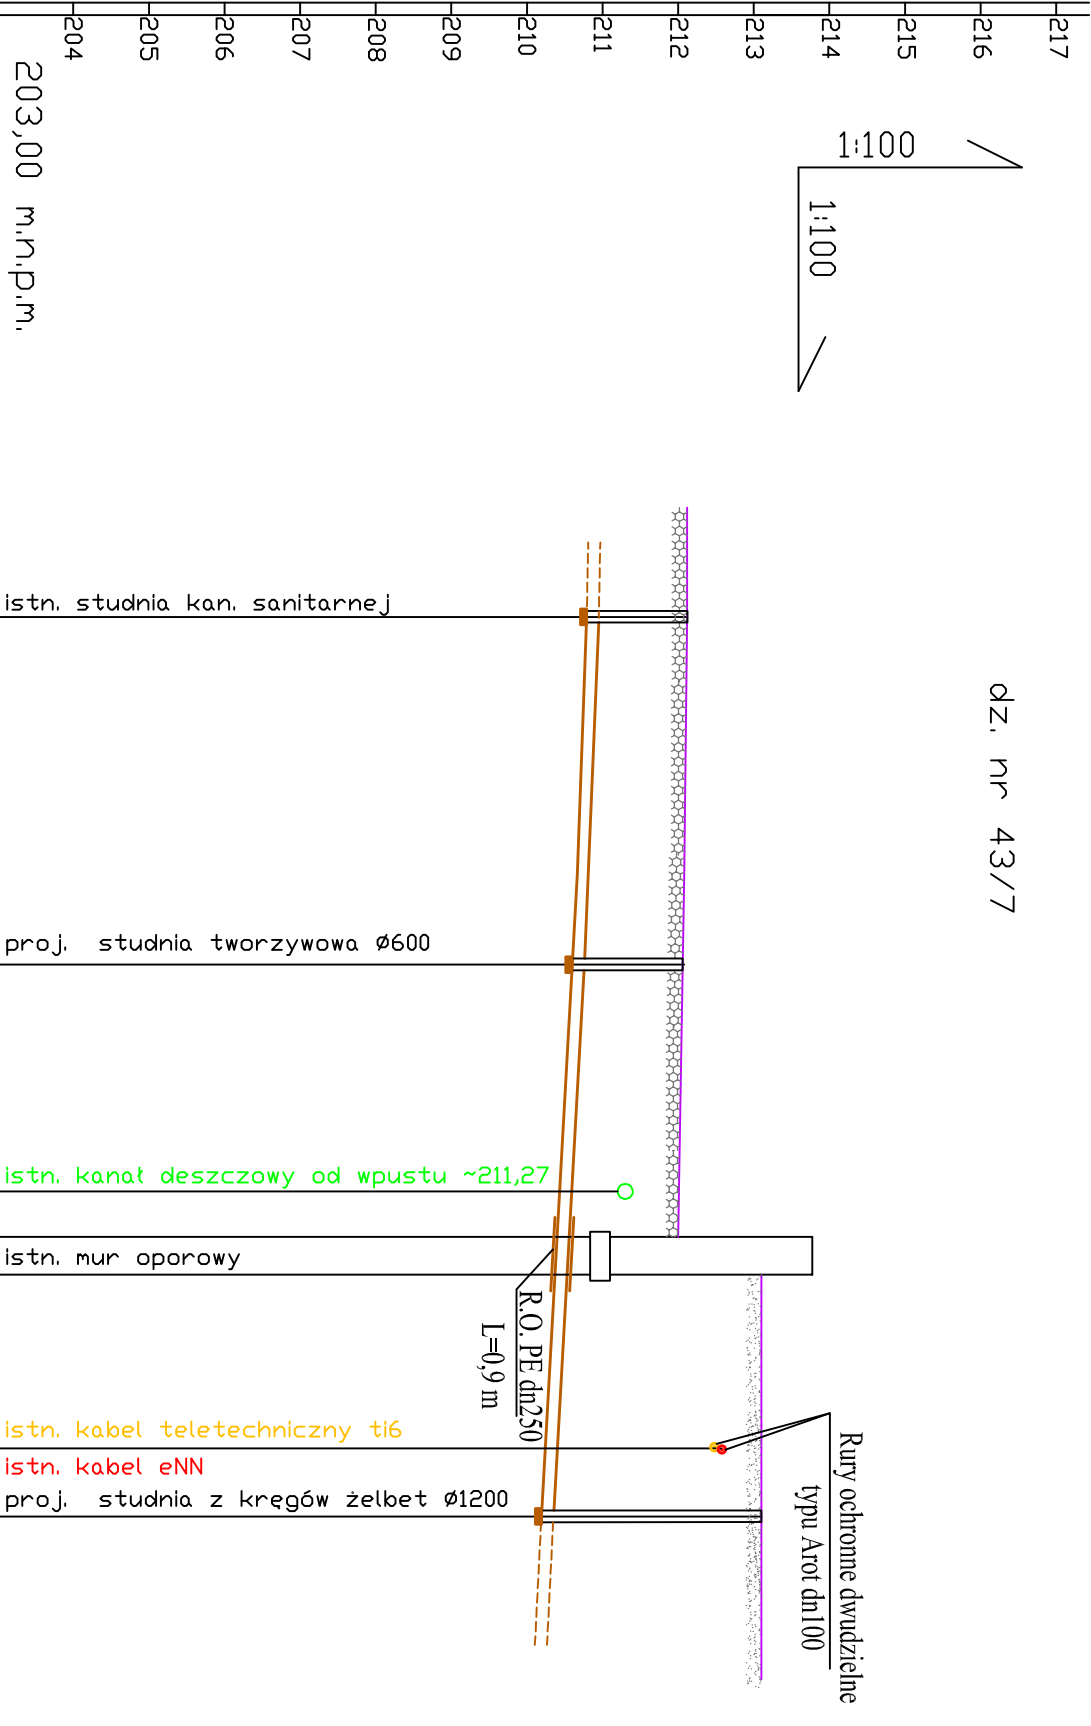 217
216
215
214
213
212
211
210
209
208
207
206
205
204
203,00 m.n.p.m.
1:100
1:100
dz. nr 43/7
istn. studnia kan. sanitarnej
proj. studnia tworzywowa Ø600
istn. kanał deszczowy od wpustu ~211,27
istn. mur oporowy
R.O. PE dn250
L=0,9 m
istn. kabel teletechniczny ti6
istn. kabel eNN
proj. studnia z kręgów żelbet Ø1200
Rury ochronne dwudzielne
typu Arot dn100